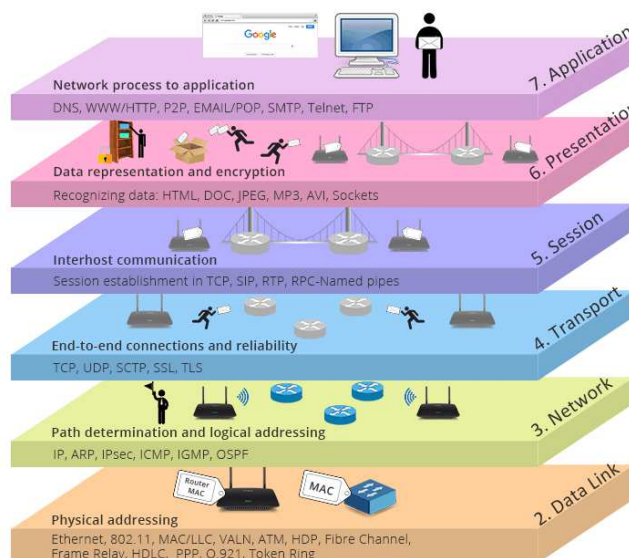 Google
7. Application
Network process to application
DNS, WWW/HTTP, P2P, EMAIL/POP, SMTP, Telnet, FTP
6. Presentation
Data representation and encryption
Recognizing data: HTML, DOC, JPEG, MP3, AVI, Sockets
5. Session
Interhost communication
Session establishment in TCP, SIP, RTP, RPC-Named pipes
4. Transport
End-to-end connections and reliability
TCP, UDP, SCTP, SSL, TLS
3. Network
Path determination and logical addressing
IP, ARP, IPsec, ICMP, IGMP, OSPF
2. Data Link
Router
MAC
MAC
Physical addressing
Ethernet, 802.11, MAC/LLC, VALN, ATM, HDP, Fibre Channel,
Frame Relay, HDLC, PPP, Q.921, Token Ring